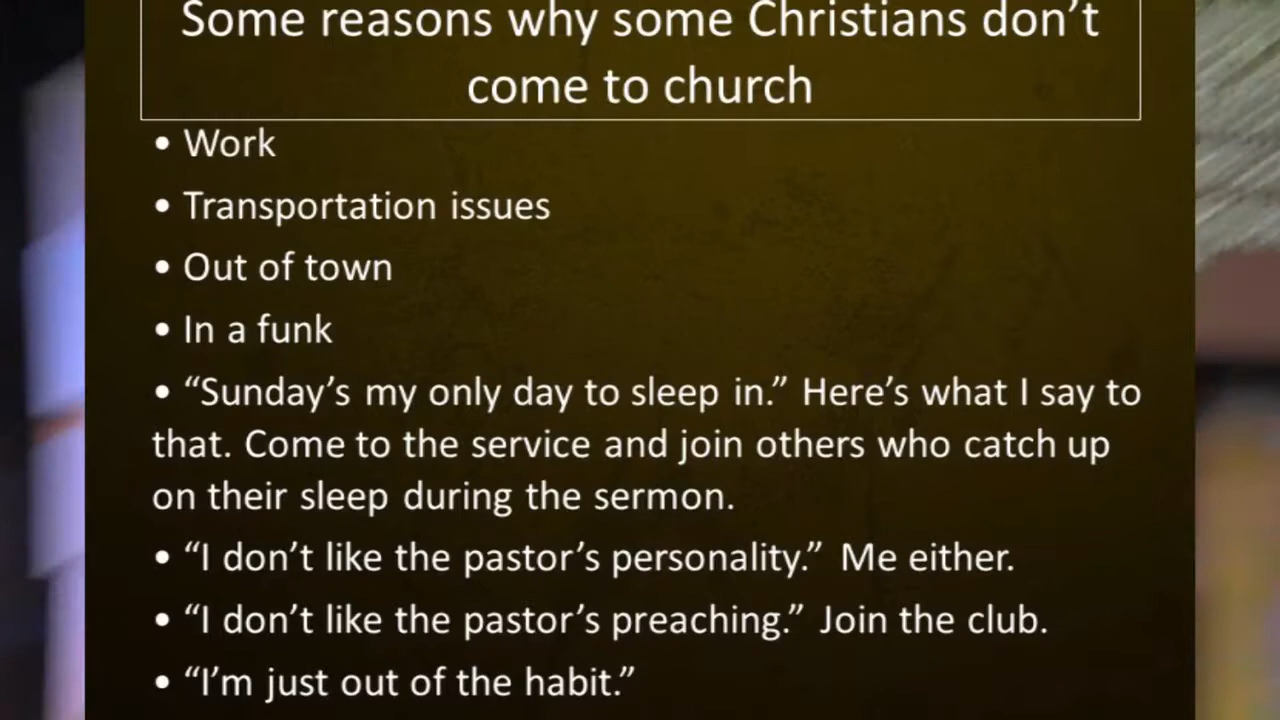 Some reasons why some Christians don’t
come to church
• Work
• Transportation issues
• Out of town
• In a funk
• “Sunday’s my only day to sleep in.” Here’s what I say to
that. Come to the service and join others who catch up
on their sleep during the sermon.
• “I don’t like the pastor’s personality.” Me either.
• “I don’t like the pastor’s preaching.” Join the club.
• “I’m just out of the habit.”